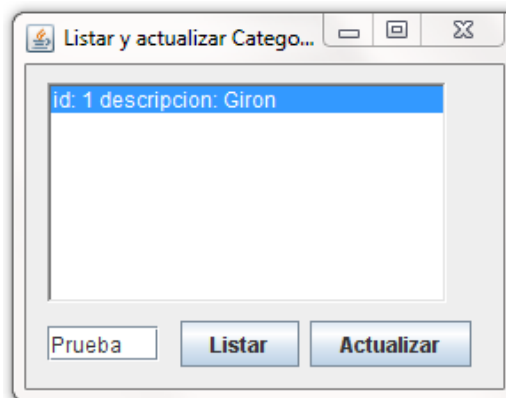 Listar y actualizar Catego...
id: 1 descripcion: Giron
Prueba Listar Actualizar